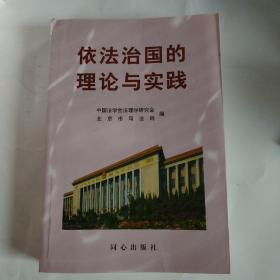 依法治国的
理论与实践
中国法学会法理学研究会
北京市司法局
编
同心出版社